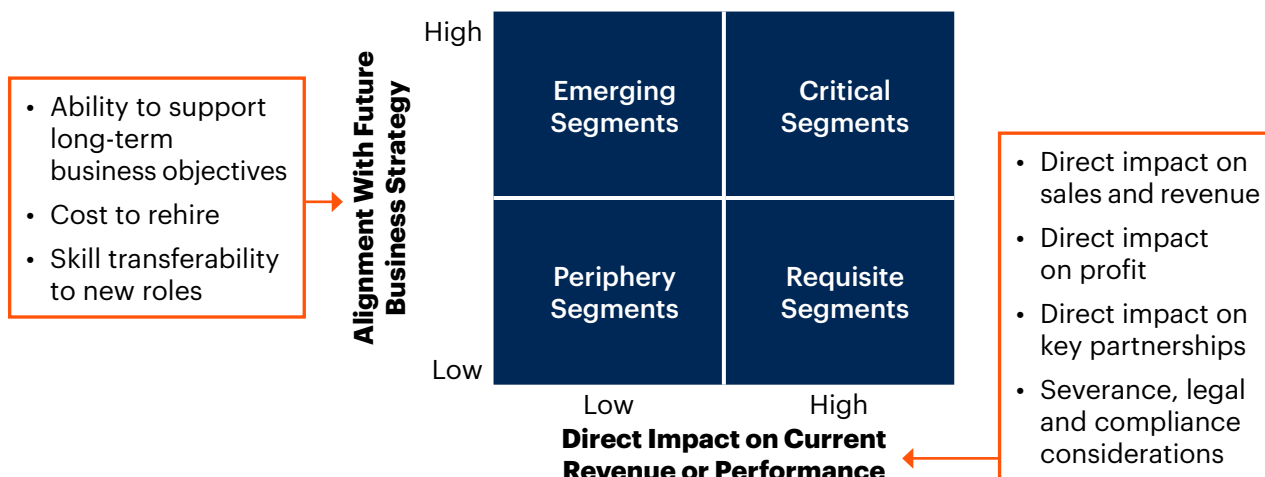 • Ability to support
long-term
business objectives
• Cost to rehire
• Skill transferability
to new roles
Alignment With Future
Business Strategy
High
Low
Emerging
Segments
Critical
Segments
Periphery
Segments
Requisite
Segments
Low
High
Direct Impact on Current
Revenue or Performance
• Direct impact on
sales and revenue
• Direct impact
on profit
• Direct impact on
key partnerships
• Severance, legal
and compliance
considerations